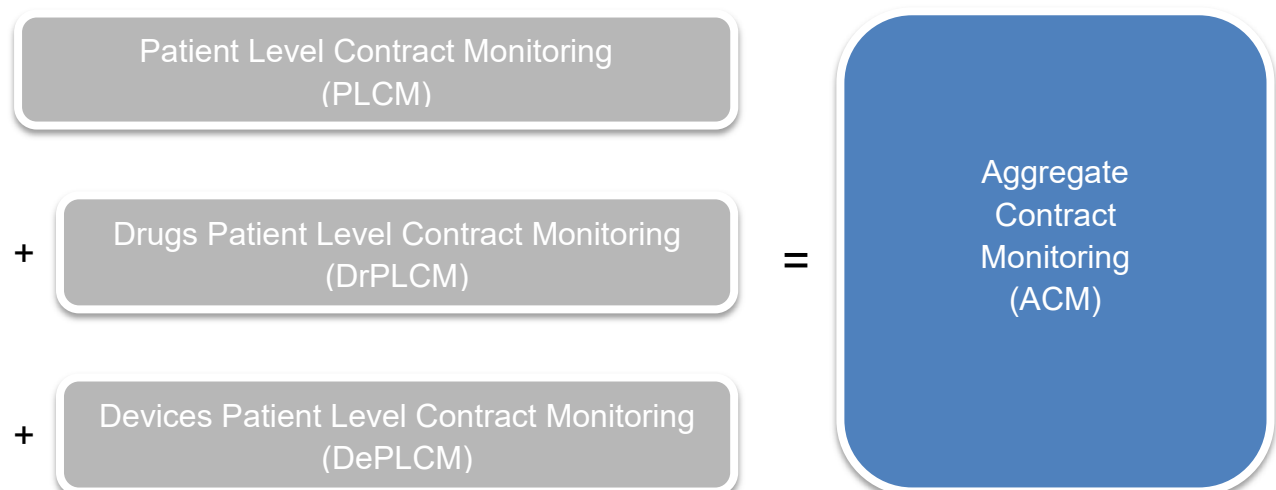 Patient Level Contract Monitoring
(PLCM)
+
Drugs Patient Level Contract Monitoring
(DrPLCM)
+
Devices Patient Level Contract Monitoring
(DePLCM)
=
Aggregate
Contract
Monitoring
(ACM)